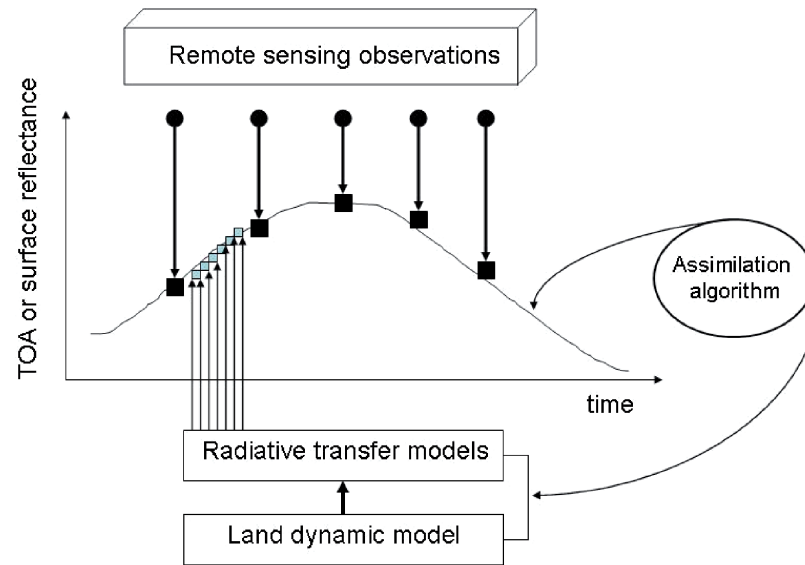 Remote sensing observations
TOA or surface reflectance
Assimilation
algorithm
time
Radiative transfer models
Land dynamic model